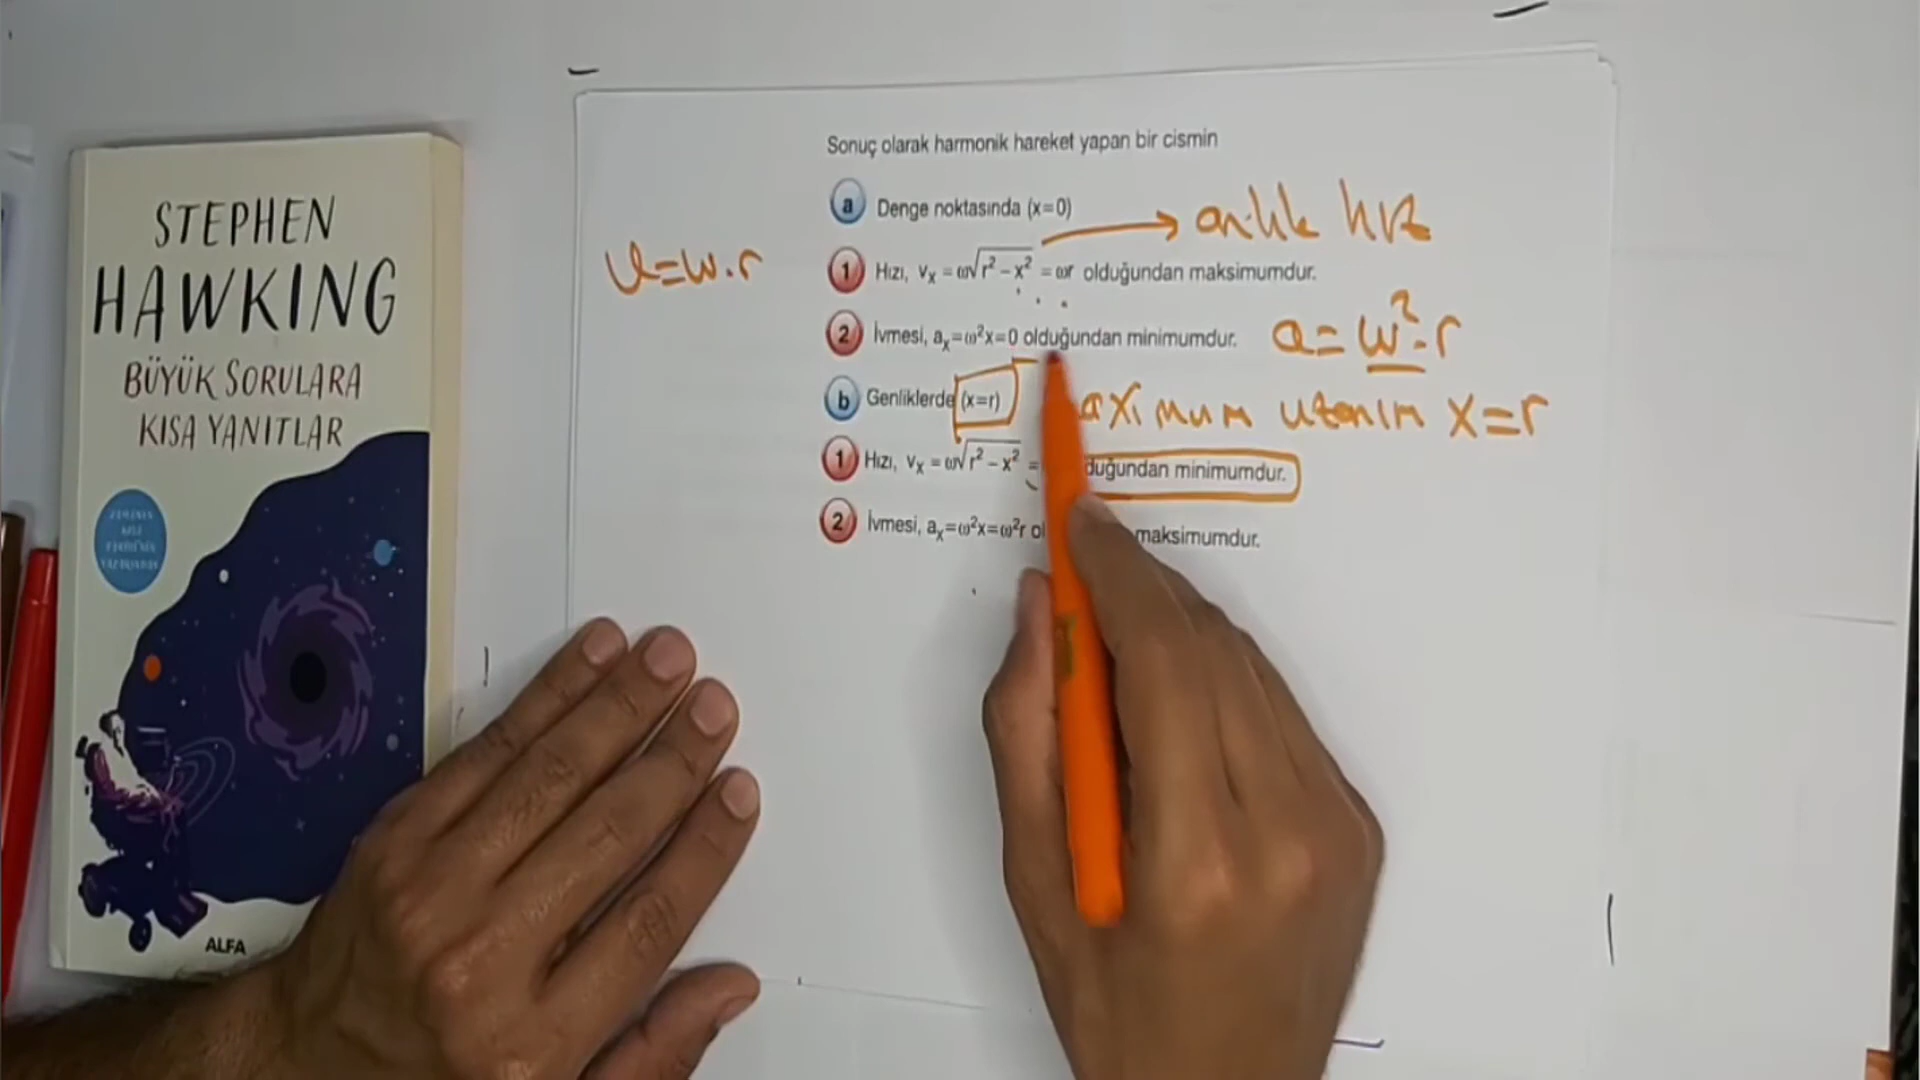 STEPHEN
HAWKING
BÜYÜK SORULARA
KISA YANITLAR
ALFA
Sonuç olarak harmonik hareket yapan bir cismin
a Denge noktasında (x=0)
anlık hız
v=w.r
1 Hızı, vₓ = ω√r² – x² = ωr olduğundan maksimumdur.
2 İvmesi, aₓ=ω²x=0 olduğundan minimumdur.
a=w².r
b Genliklerde (x=r)
uzanım x=r
1 Hızı, vₓ = ω√r² – x² = duğundan minimumdur.
2 İvmesi, aₓ=ω²x=ω²r ol maksimumdur.